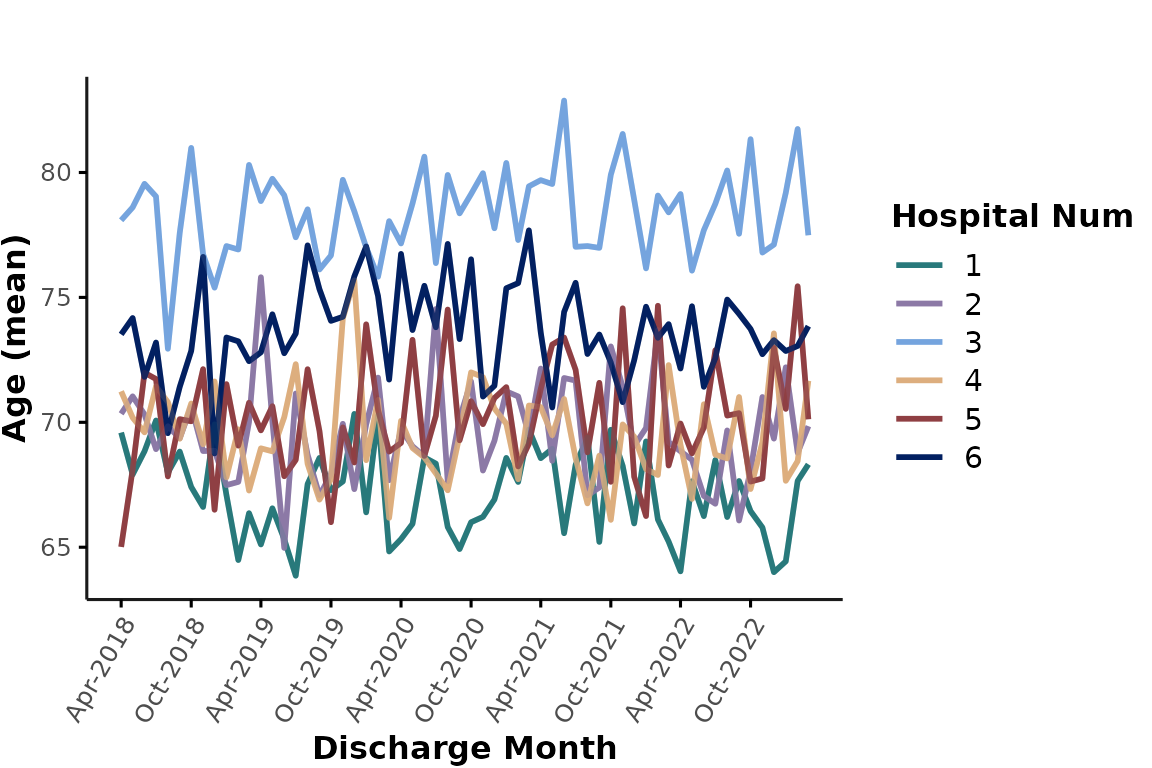 Age (mean)
80
75
70
65
Apr-2018
Oct-2018
Apr-2019
Oct-2019
Apr-2020
Oct-2020
Apr-2021
Oct-2021
Apr-2022
Oct-2022
Discharge Month
Hospital Num
1
2
3
4
5
6